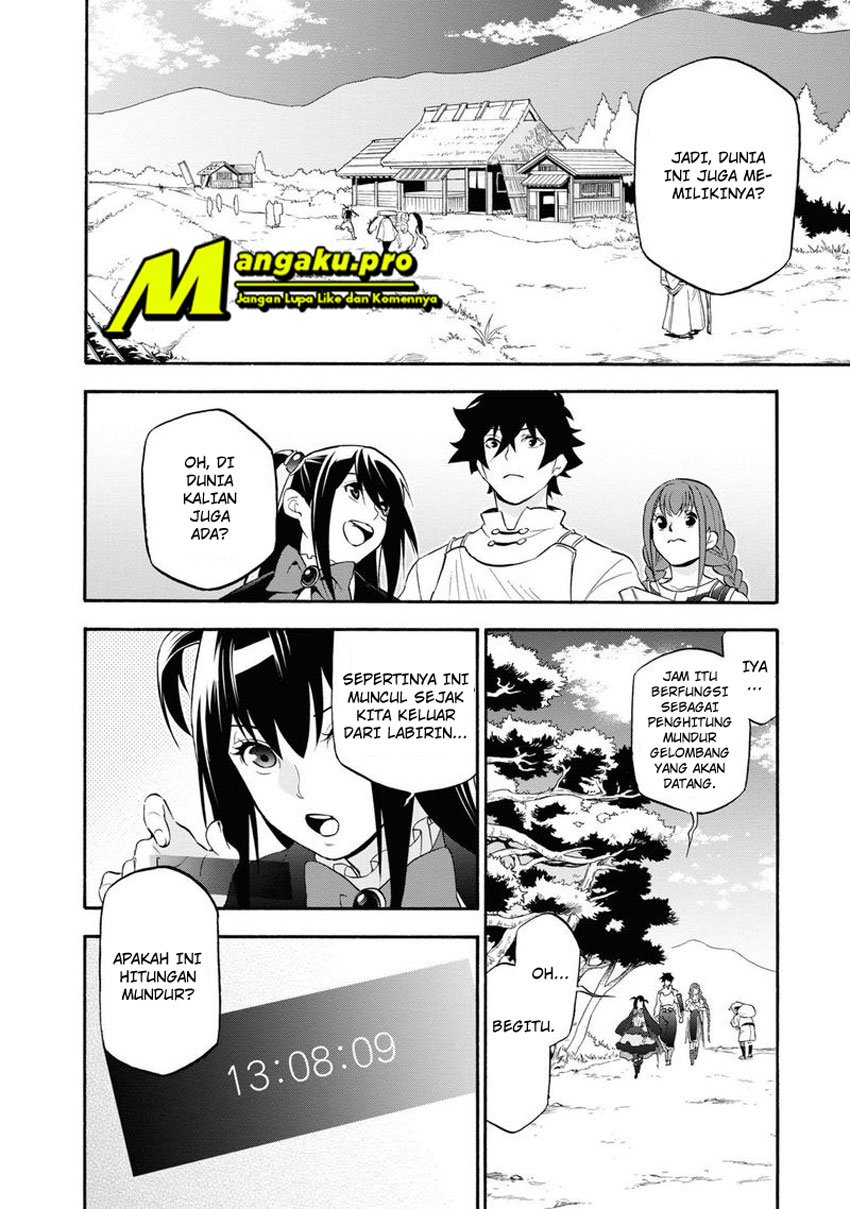 JADI, DUNIA
INI JUGA ME-
MILIKINYA?
Mangaku.pro
Jangan Lupa Like dan Komennya
OH, DI
DUNIA
KALIAN
JUGA
ADA?
SEPERTINYA INI
MUNCUL SEJAK
KITA KELUAR
DARI LABIRIN...
APAKAH INI
HITUNGAN
MUNDUR?
13:08:09
IYA
...
JAM ITU
BERFUNGSI
SEBAGAI
PENGHITUNG
MUNDUR
GELOMBANG
YANG AKAN
DATANG.
OH...
BEGITU.